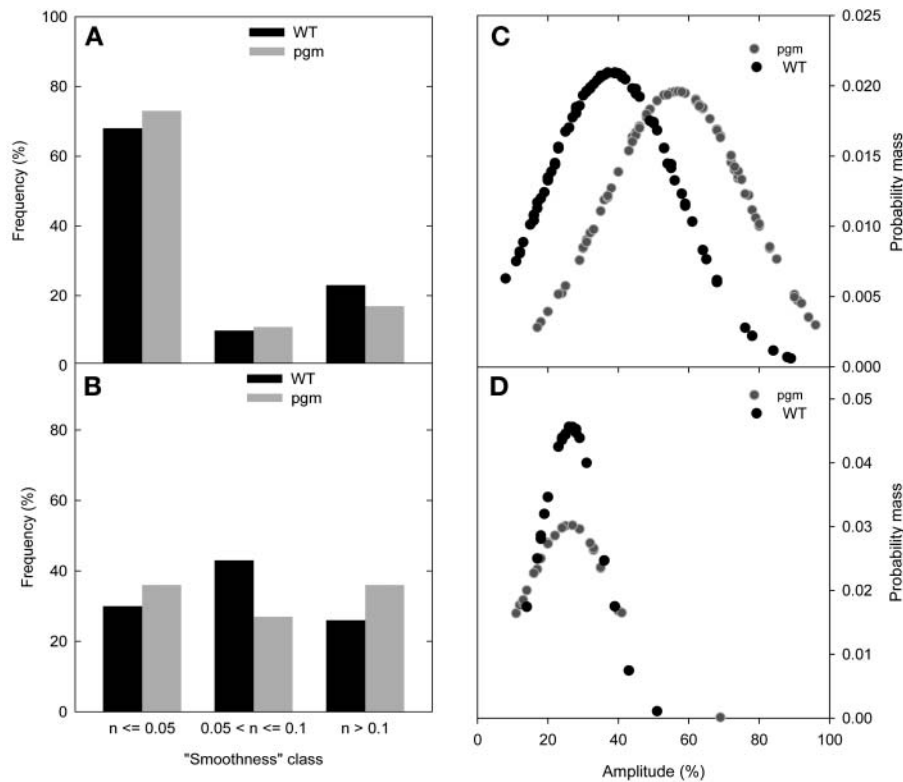 A
WT
pgm
100
80
60
40
20
0
Frequency (%)
B
WT
pgm
80
60
40
20
0
Frequency (%)
n <= 0.05
0.05 < n <= 0.1
n > 0.1
"Smoothness" class
C
pgm
WT
0.025
0.020
0.015
0.010
0.005
0.000
Probability mass
D
pgm
WT
0.05
0.04
0.03
0.02
0.01
0.00
Probability mass
0
20
40
60
80
100
Amplitude (%)